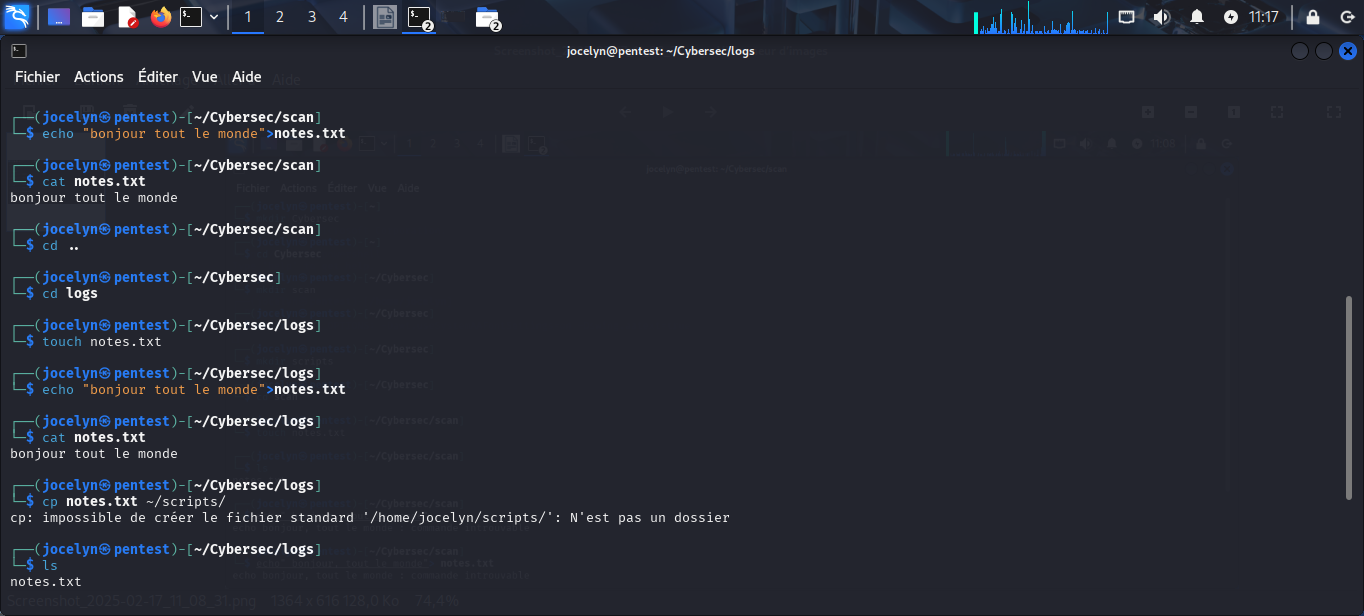 1 2 3 4 2 2 11:17
jocelyn@pentest: ~/Cybersec/logs
Fichier Actions Éditer Vue Aide
┌──(jocelyn㉿pentest)-[~/Cybersec/scan]
└─$ echo "bonjour tout le monde">notes.txt
┌──(jocelyn㉿pentest)-[~/Cybersec/scan]
└─$ cat notes.txt
bonjour tout le monde
┌──(jocelyn㉿pentest)-[~/Cybersec/scan]
└─$ cd ..
┌──(jocelyn㉿pentest)-[~/Cybersec]
└─$ cd logs
┌──(jocelyn㉿pentest)-[~/Cybersec/logs]
└─$ touch notes.txt
┌──(jocelyn㉿pentest)-[~/Cybersec/logs]
└─$ echo "bonjour tout le monde">notes.txt
┌──(jocelyn㉿pentest)-[~/Cybersec/logs]
└─$ cat notes.txt
bonjour tout le monde
┌──(jocelyn㉿pentest)-[~/Cybersec/logs]
└─$ cp notes.txt ~/scripts/
cp: impossible de créer le fichier standard '/home/jocelyn/scripts/': N'est pas un dossier
┌──(jocelyn㉿pentest)-[~/Cybersec/logs]
└─$ ls
notes.txt
Screenshot_2025-02-17_11_08_31.png 1364 x 616 128,0 Ko 74,4%